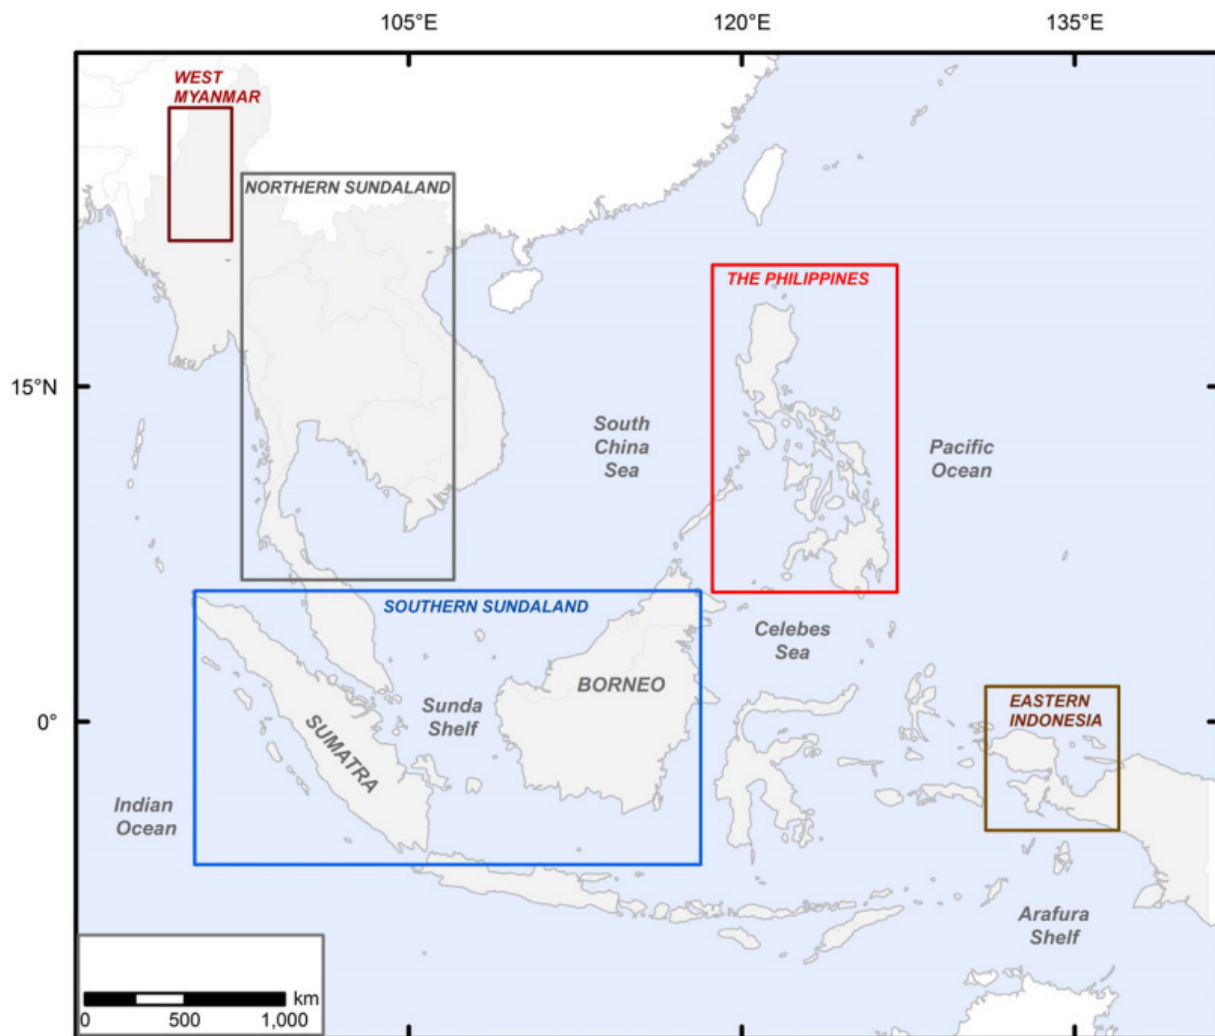 105°E
120°E
135°E
WEST
MYANMAR
NORTHERN SUNDALAND
THE PHILIPPINES
15°N
South
China
Sea
Pacific
Ocean
SOUTHERN SUNDALAND
Celebes
Sea
BORNEO
EASTERN
INDONESIA
Sunda
Shelf
0°
SUMATRA
Indian
Ocean
Arafura
Shelf
km
0
500
1,000